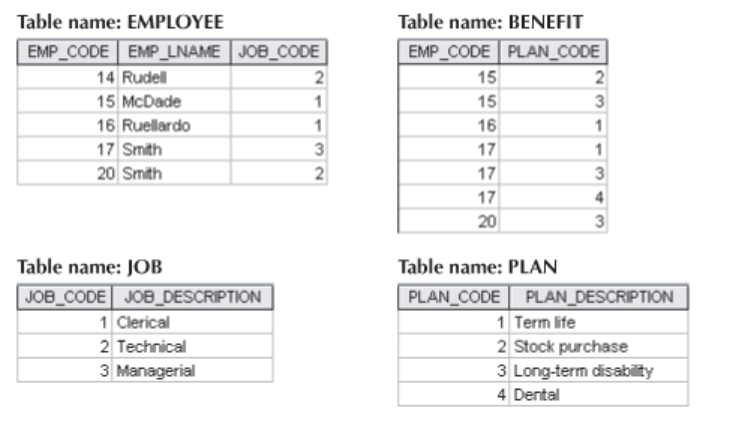 Table name: EMPLOYEE
EMP_CODE EMP_LNAME JOB_CODE
14 Rudell 2
15 McDade 1
16 Ruellardo 1
17 Smith 3
20 Smith 2
Table name: BENEFIT
EMP_CODE PLAN_CODE
15 2
15 3
16 1
17 1
17 3
17 4
20 3
Table name: JOB
JOB_CODE JOB_DESCRIPTION
1 Clerical
2 Technical
3 Managerial
Table name: PLAN
PLAN_CODE PLAN_DESCRIPTION
1 Term life
2 Stock purchase
3 Long-term disability
4 Dental